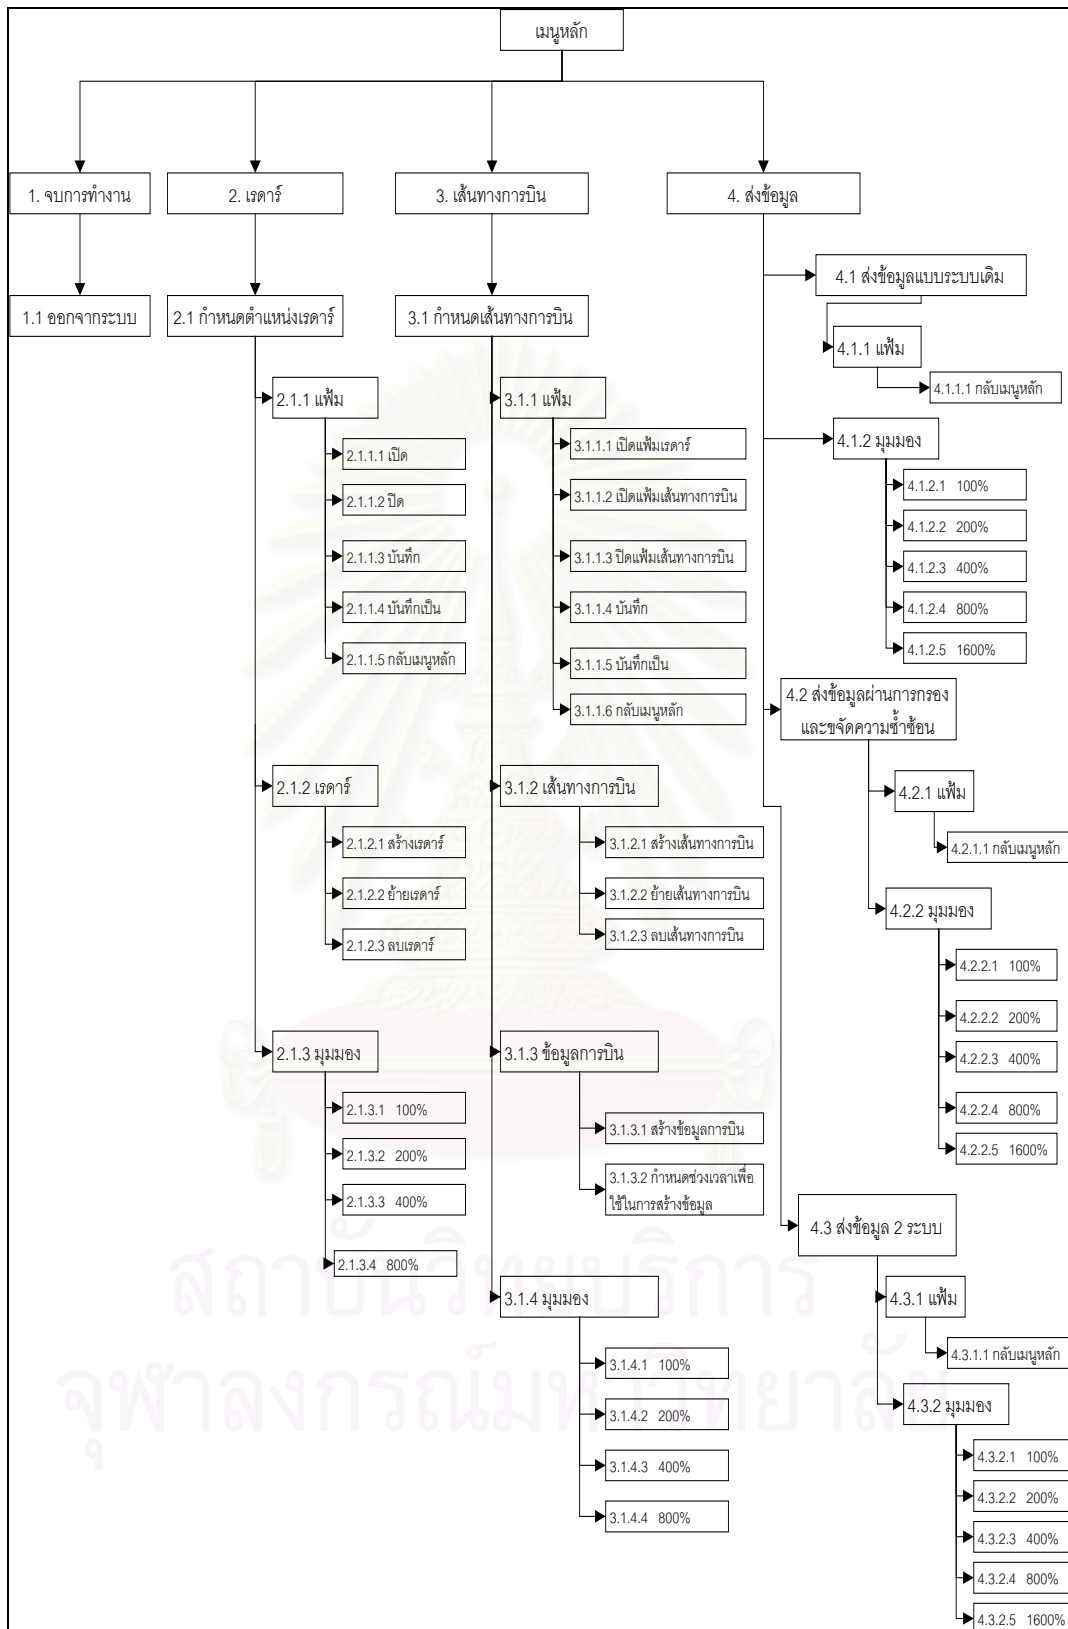 เมนูหลัก
1. จบการทำงาน
2. เรดาร์
3. เส้นทางการบิน
4. ส่งข้อมูล
1.1 ออกจากระบบ
2.1 กำหนดตำแหน่งเรดาร์
2.1.1 แฟ้ม
2.1.1.1 เปิด
2.1.1.2 ปิด
2.1.1.3 บันทึก
2.1.1.4 บันทึกเป็น
2.1.1.5 กลับเมนูหลัก
2.1.2 เรดาร์
2.1.2.1 สร้างเรดาร์
2.1.2.2 ย้ายเรดาร์
2.1.2.3 ลบเรดาร์
2.1.3 มุมมอง
2.1.3.1 100%
2.1.3.2 200%
2.1.3.3 400%
2.1.3.4 800%
3.1 กำหนดเส้นทางการบิน
3.1.1 แฟ้ม
3.1.1.1 เปิดแฟ้มเรดาร์
3.1.1.2 เปิดแฟ้มเส้นทางการบิน
3.1.1.3 ปิดแฟ้มเส้นทางการบิน
3.1.1.4 บันทึก
3.1.1.5 บันทึกเป็น
3.1.1.6 กลับเมนูหลัก
3.1.2 เส้นทางการบิน
3.1.2.1 สร้างเส้นทางการบิน
3.1.2.2 ย้ายเส้นทางการบิน
3.1.2.3 ลบเส้นทางการบิน
3.1.3 ข้อมูลการบิน
3.1.3.1 สร้างข้อมูลการบิน
3.1.3.2 กำหนดช่วงเวลาเพื่อ
ใช้ในการสร้างข้อมูล
3.1.4 มุมมอง
3.1.4.1 100%
3.1.4.2 200%
3.1.4.3 400%
3.1.4.4 800%
4.1 ส่งข้อมูลแบบระบบเดิม
4.1.1 แฟ้ม
4.1.1.1 กลับเมนูหลัก
4.1.2 มุมมอง
4.1.2.1 100%
4.1.2.2 200%
4.1.2.3 400%
4.1.2.4 800%
4.1.2.5 1600%
4.2 ส่งข้อมูลผ่านการกรอง
และขจัดความซ้ำซ้อน
4.2.1 แฟ้ม
4.2.1.1 กลับเมนูหลัก
4.2.2 มุมมอง
4.2.2.1 100%
4.2.2.2 200%
4.2.2.3 400%
4.2.2.4 800%
4.2.2.5 1600%
4.3 ส่งข้อมูล 2 ระบบ
4.3.1 แฟ้ม
4.3.1.1 กลับเมนูหลัก
4.3.2 มุมมอง
4.3.2.1 100%
4.3.2.2 200%
4.3.2.3 400%
4.3.2.4 800%
4.3.2.5 1600%
สถาบันวิทยบริการ
จุฬาลงกรณ์มหาวิทยาลัย